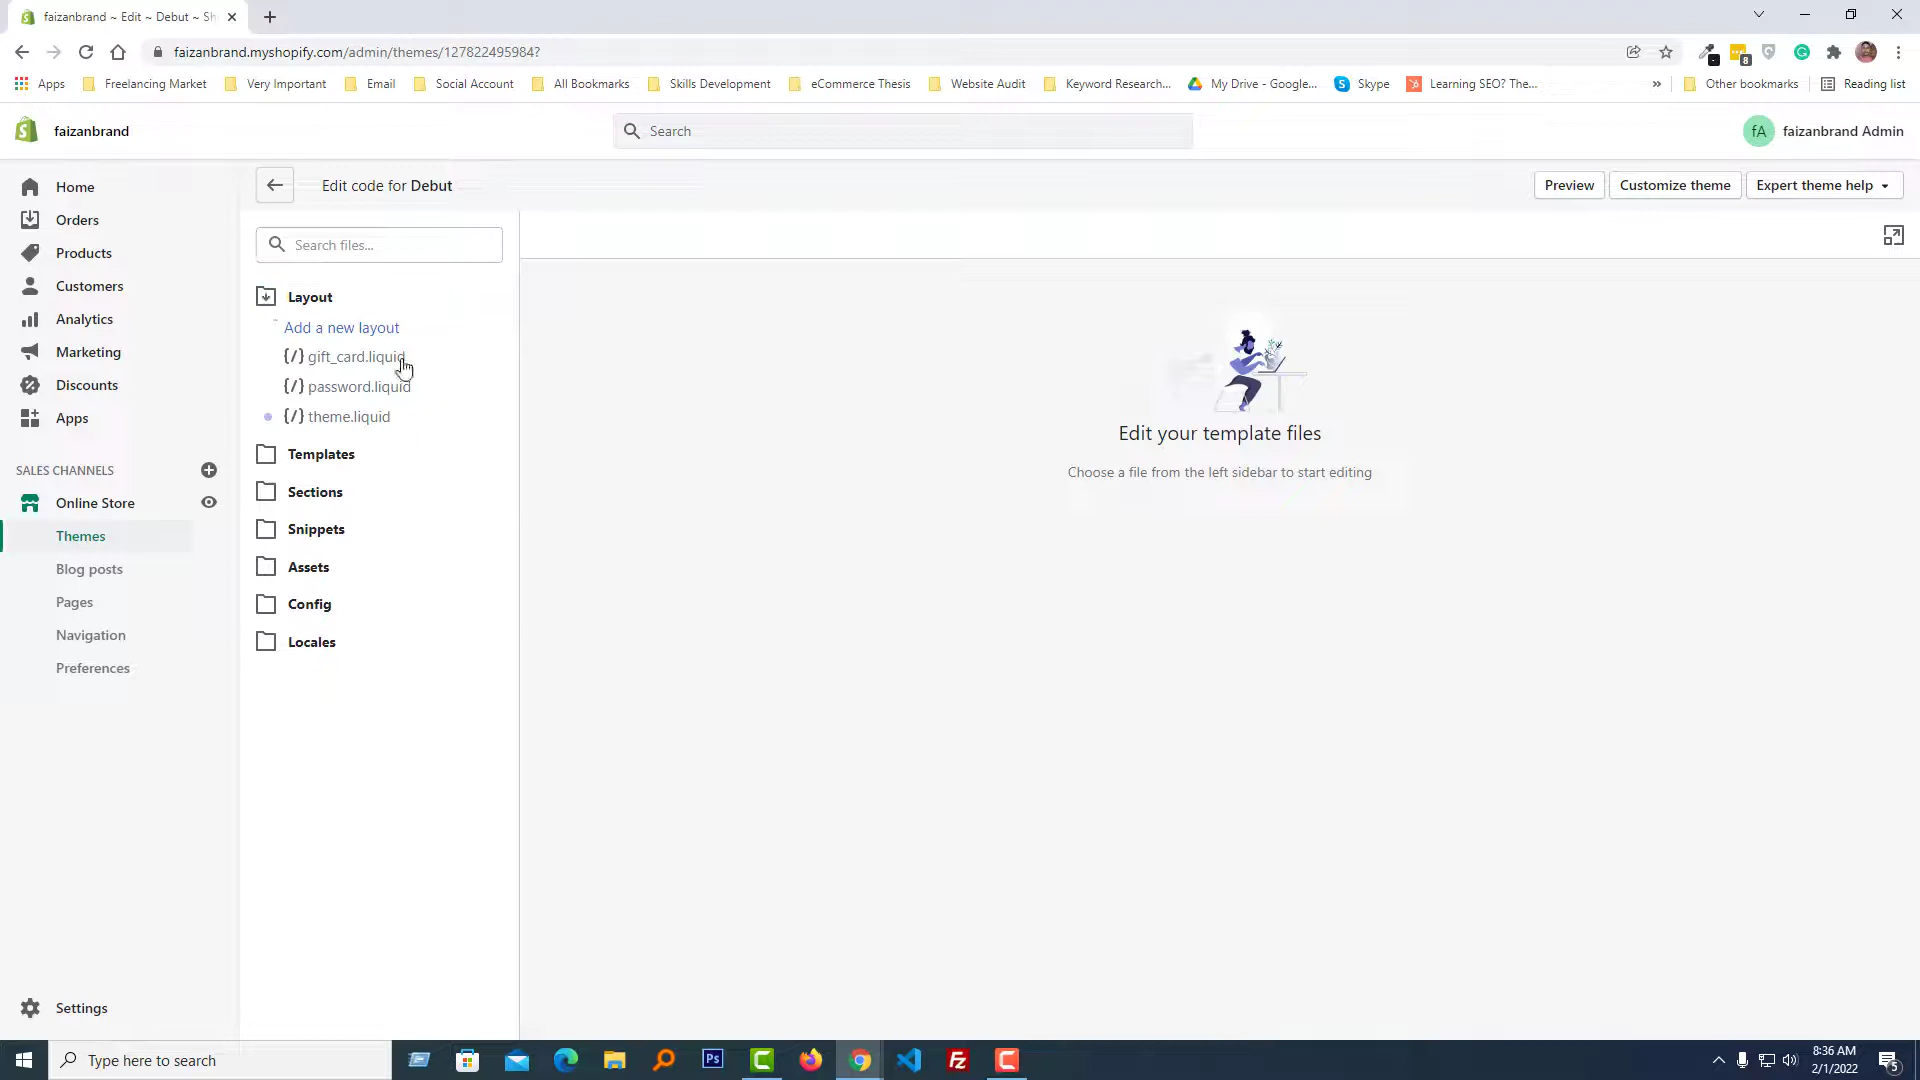 faizanbrand ~ Edit ~ Debut ~ Sh
faizanbrand.myshopify.com/admin/themes/127822495984?
8
Apps
Freelancing Market
Very Important
Email
Social Account
All Bookmarks
Skills Development
eCommerce Thesis
Website Audit
Keyword Research...
My Drive - Google...
Skype
Learning SEO? The...
»
Other bookmarks
Reading list
faizanbrand
Search
fA
faizanbrand Admin
Home
Orders
Products
Customers
Analytics
Marketing
Discounts
Apps
SALES CHANNELS
Online Store
Themes
Blog posts
Pages
Navigation
Preferences
Settings
Edit code for Debut
Preview
Customize theme
Expert theme help
Search files...
Layout
Add a new layout
{/} gift_card.liquid
{/} password.liquid
{/} theme.liquid
Templates
Sections
Snippets
Assets
Config
Locales
Edit your template files
Choose a file from the left sidebar to start editing
Type here to search
Ps
Fz
8:36 AM
2/1/2022
5